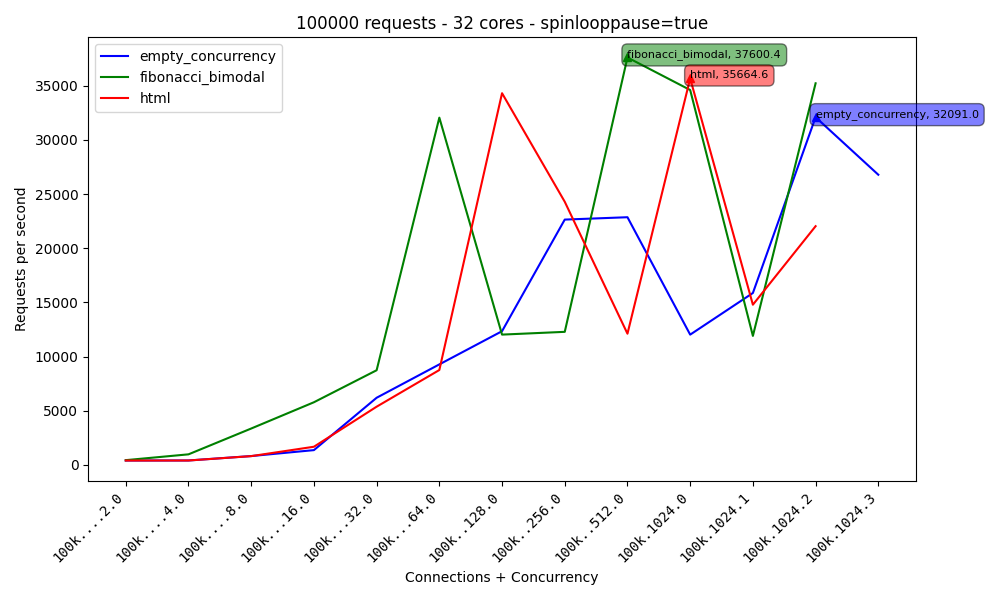 100000 requests - 32 cores - spinlooppause=true
empty_concurrency
fibonacci_bimodal
html
fibonacci_bimodal, 37600.4
html, 35664.6
empty_concurrency, 32091.0
Requests per second
35000
30000
25000
20000
15000
10000
5000
0
100k....2.0
100k....4.0
100k....8.0
100k...16.0
100k...32.0
100k...64.0
100k..128.0
100k..256.0
100k..512.0
100k.1024.0
100k.1024.1
100k.1024.2
100k.1024.3
Connections + Concurrency